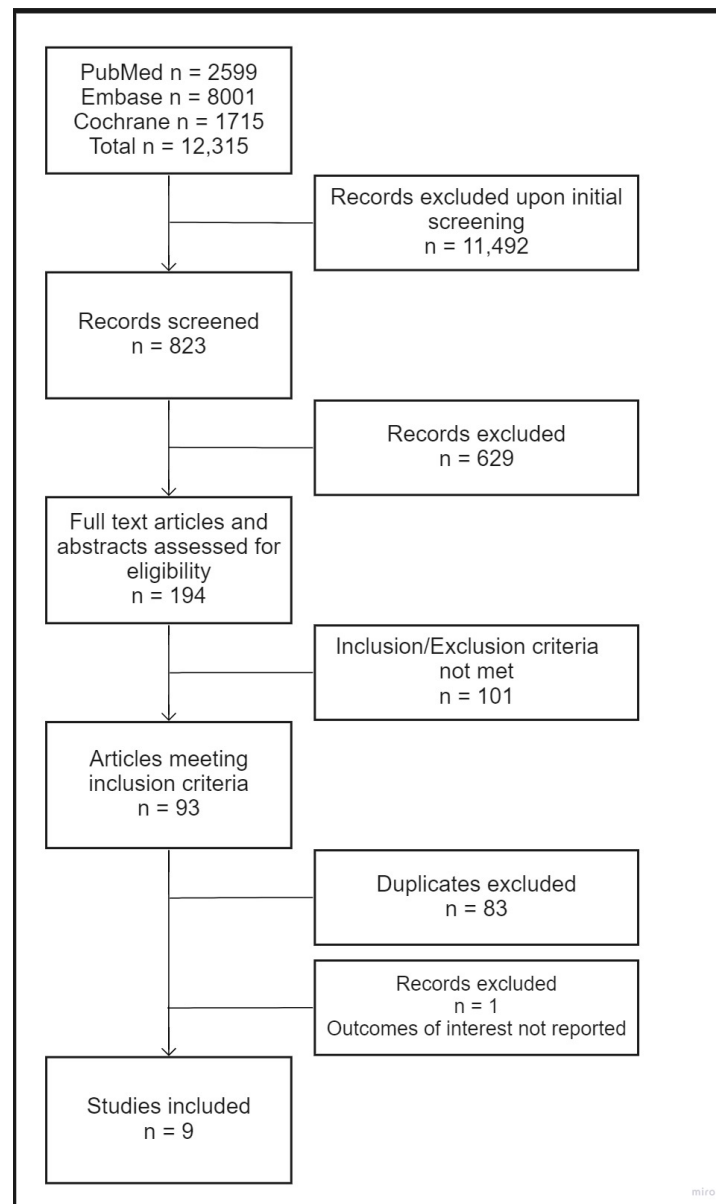 PubMed n = 2599
Embase n = 8001
Cochrane n = 1715
Total n = 12,315
Records excluded upon initial
screening
n = 11,492
Records screened
n = 823
Records excluded
n = 629
Full text articles and
abstracts assessed for
eligibility
n = 194
Inclusion/Exclusion criteria
not met
n = 101
Articles meeting
inclusion criteria
n = 93
Duplicates excluded
n = 83
Records excluded
n = 1
Outcomes of interest not reported
Studies included
n = 9
miro